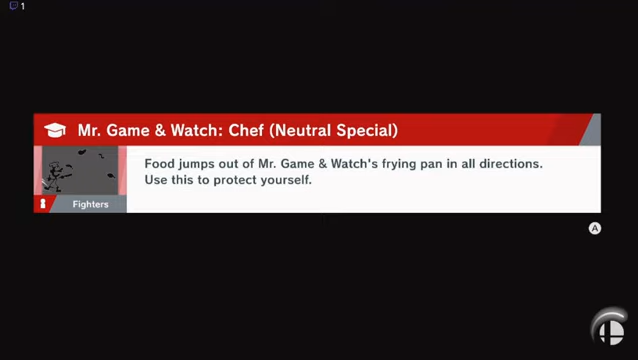 1
Mr. Game & Watch: Chef (Neutral Special)
Food jumps out of Mr. Game & Watch's frying pan in all directions.
Use this to protect yourself.
Fighters
A